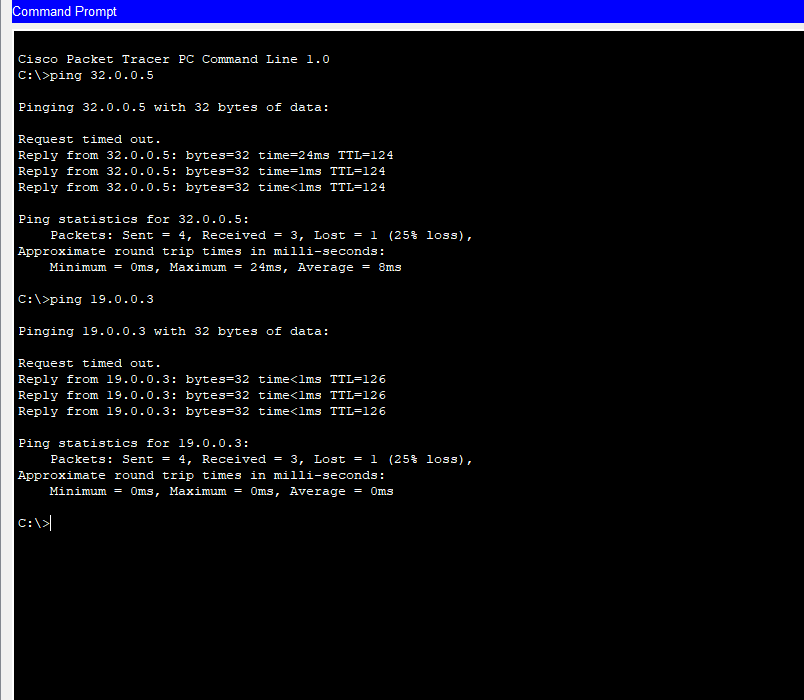 Command Prompt
Cisco Packet Tracer PC Command Line 1.0
C:\>ping 32.0.0.5
Pinging 32.0.0.5 with 32 bytes of data:
Request timed out.
Reply from 32.0.0.5: bytes=32 time=24ms TTL=124
Reply from 32.0.0.5: bytes=32 time=1ms TTL=124
Reply from 32.0.0.5: bytes=32 time<1ms TTL=124
Ping statistics for 32.0.0.5:
    Packets: Sent = 4, Received = 3, Lost = 1 (25% loss),
Approximate round trip times in milli-seconds:
    Minimum = 0ms, Maximum = 24ms, Average = 8ms
C:\>ping 19.0.0.3
Pinging 19.0.0.3 with 32 bytes of data:
Request timed out.
Reply from 19.0.0.3: bytes=32 time<1ms TTL=126
Reply from 19.0.0.3: bytes=32 time<1ms TTL=126
Reply from 19.0.0.3: bytes=32 time<1ms TTL=126
Ping statistics for 19.0.0.3:
    Packets: Sent = 4, Received = 3, Lost = 1 (25% loss),
Approximate round trip times in milli-seconds:
    Minimum = 0ms, Maximum = 0ms, Average = 0ms
C:\>